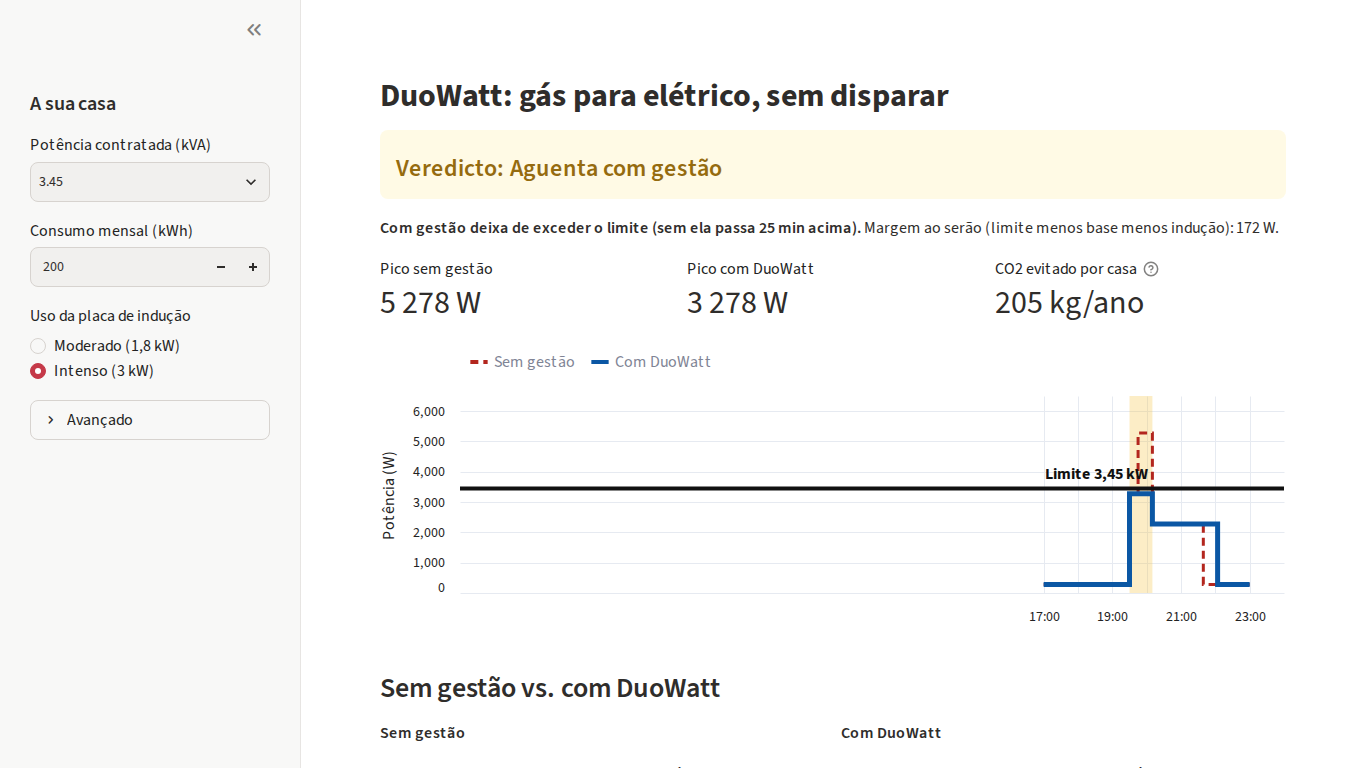 A sua casa
Potência contratada (kVA)
3.45
Consumo mensal (kWh)
200
Uso da placa de indução
Moderado (1,8 kW)
Intenso (3 kW)
Avançado
DuoWatt: gás para elétrico, sem disparar
Veredicto: Aguenta com gestão
Com gestão deixa de exceder o limite (sem ela passa 25 min acima). Margem ao serão (limite menos base menos indução): 172 W.
Pico sem gestão
5 278 W
Pico com DuoWatt
3 278 W
CO2 evitado por casa
205 kg/ano
Sem gestão
Com DuoWatt
Potência (W)
6,000
5,000
4,000
3,000
2,000
1,000
0
Limite 3,45 kW
17:00 19:00 21:00 23:00
Sem gestão vs. com DuoWatt
Sem gestão
Com DuoWatt